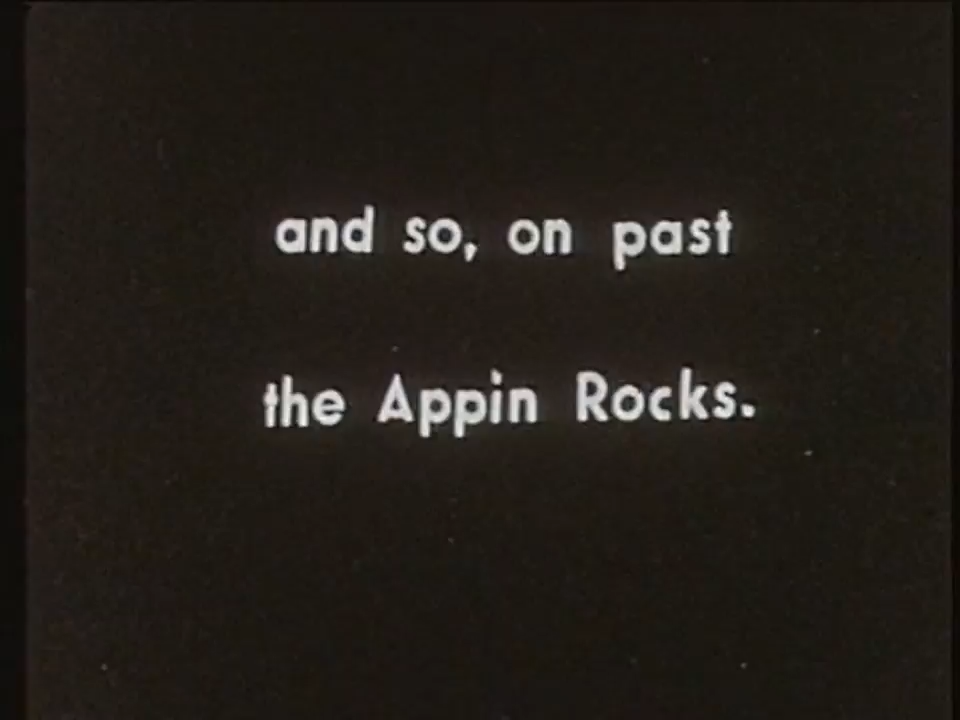 and so, on past
the Appin Rocks.